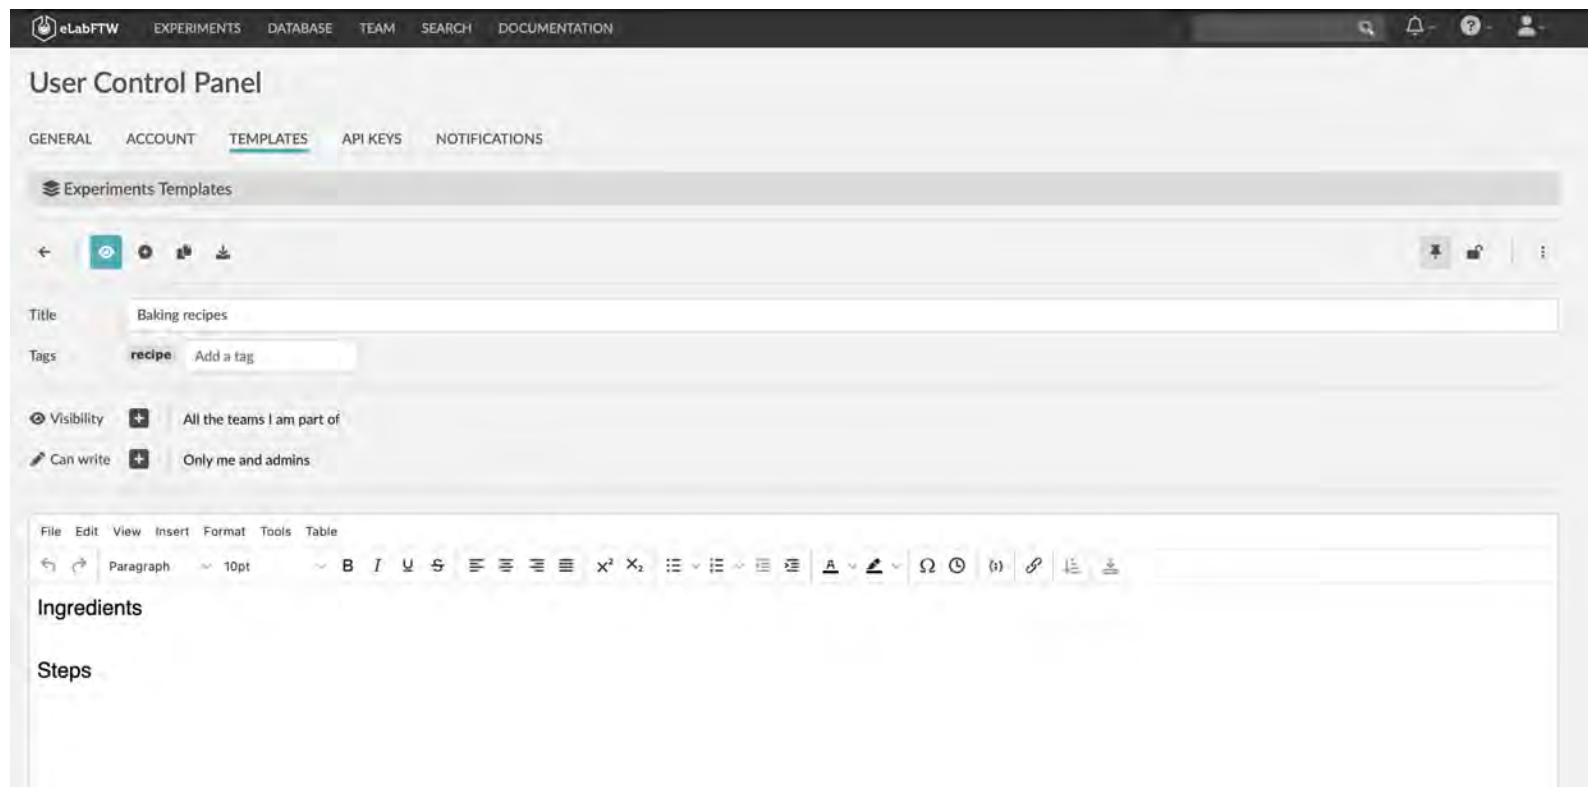 eLabFTW EXPERIMENTS DATABASE TEAM SEARCH DOCUMENTATION
User Control Panel
GENERAL ACCOUNT TEMPLATES API KEYS NOTIFICATIONS
Experiments Templates
Title Baking recipes
Tags recipe Add a tag
Visibility All the teams I am part of
Can write Only me and admins
File Edit View Insert Format Tools Table
Paragraph 10pt
Ingredients
Steps